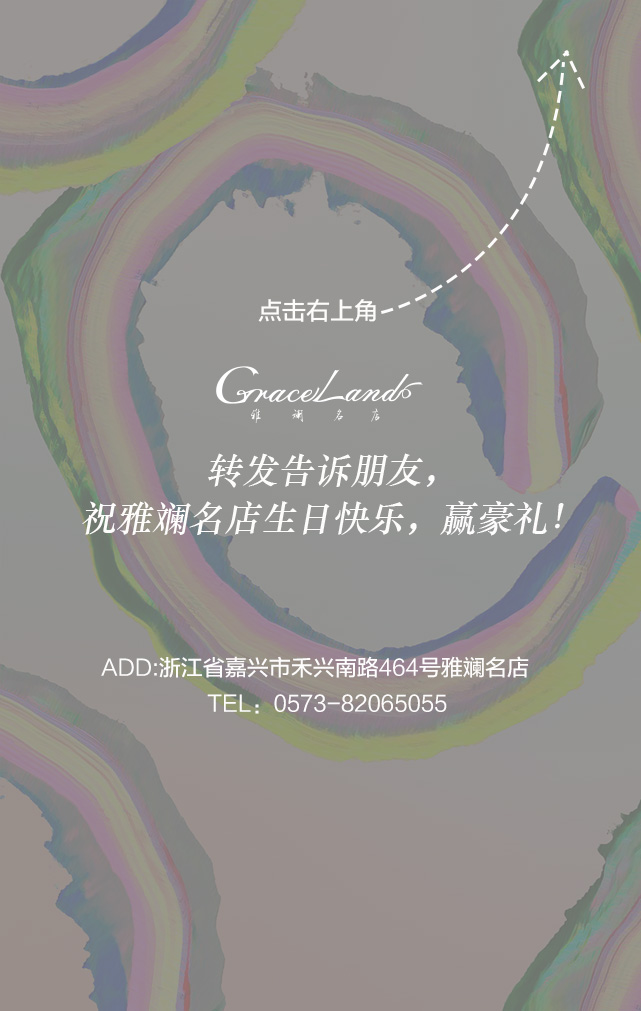 点击右上角
GraceLand
雅斓名店
转发告诉朋友，
祝雅斓名店生日快乐，赢豪礼！
ADD:浙江省嘉兴市禾兴南路464号雅斓名店
TEL：0573-82065055